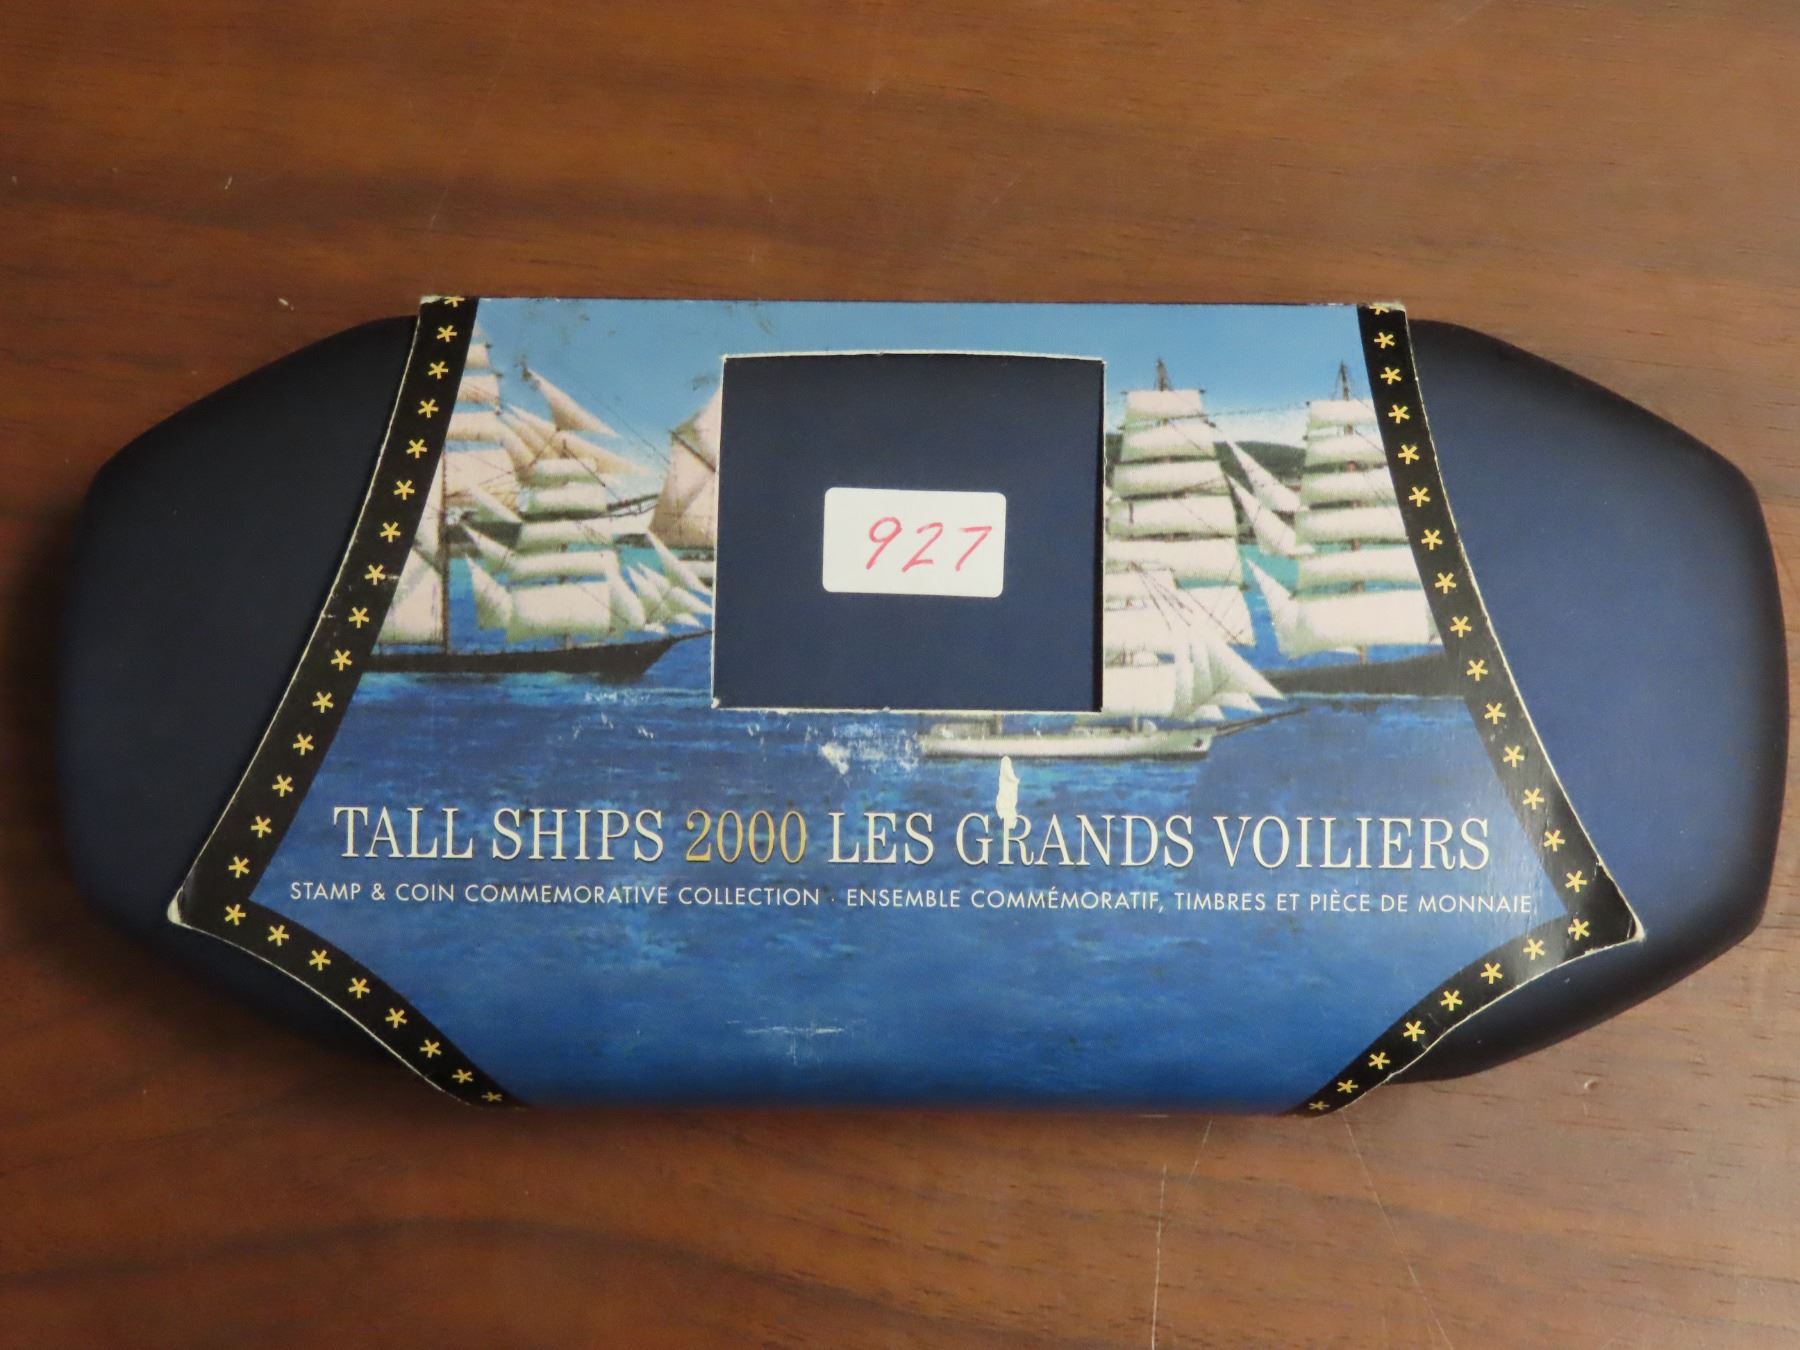 927
TALL SHIPS 2000 LES GRANDS VOILIERS
STAMP & COIN COMMEMORATIVE COLLECTION · ENSEMBLE COMMÉMORATIF, TIMBRES ET PIÈCE DE MONNAIE